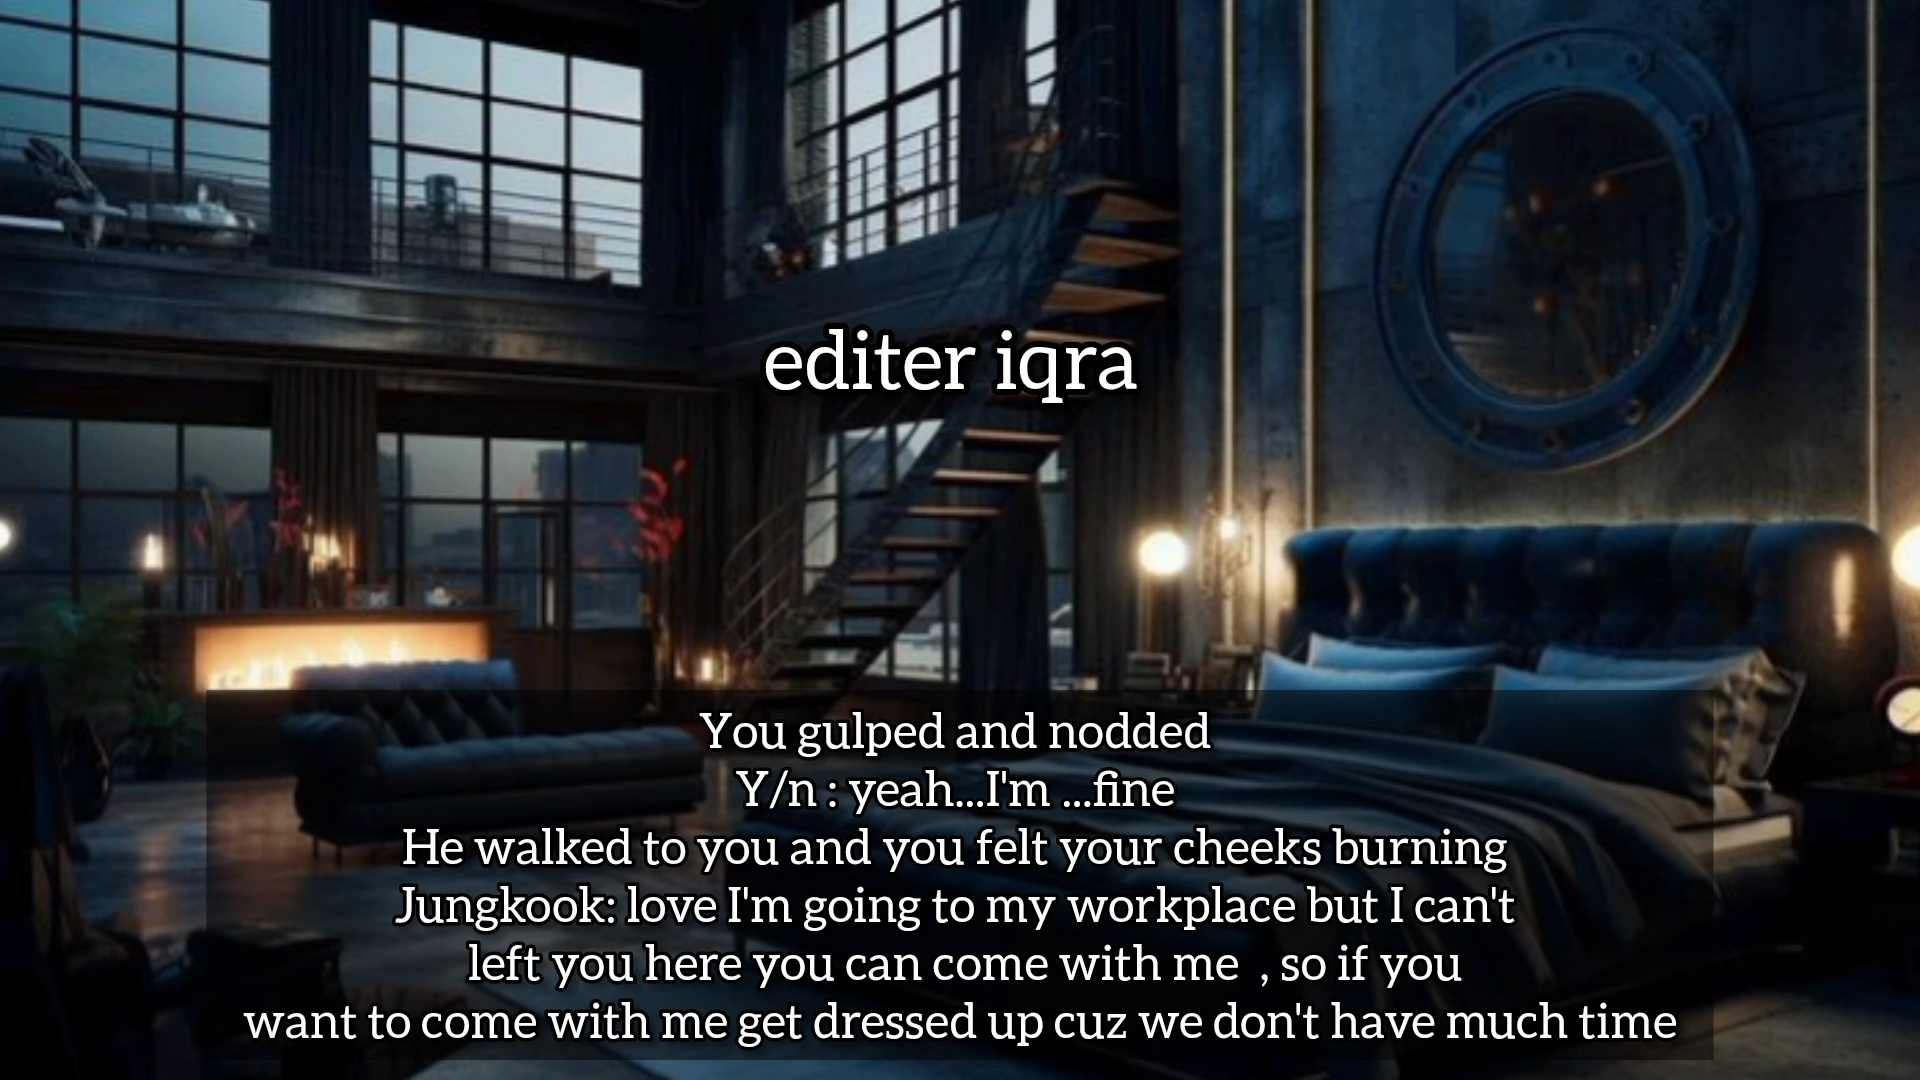 editer iqra
You gulped and nodded
Y/n : yeah...I'm ...fine
He walked to you and you felt your cheeks burning
Jungkook: love I'm going to my workplace but I can't
left you here you can come with me  , so if you
want to come with me get dressed up cuz we don't have much time